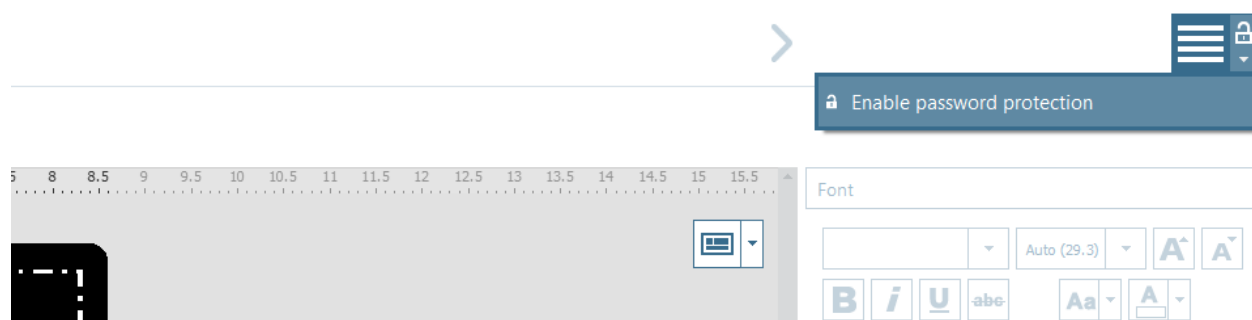 Enable password protection
5 8 8.5 9 9.5 10 10.5 11 11.5 12 12.5 13 13.5 14 14.5 15 15.5
Font
Auto (29.3) A A
B i U abc Aa A